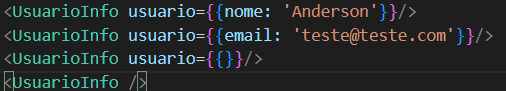 <UsuarioInfo usuario={{nome: 'Anderson'}}/>
<UsuarioInfo usuario={{email: 'teste@teste.com'}}/>
<UsuarioInfo usuario={{}}/>
<UsuarioInfo />